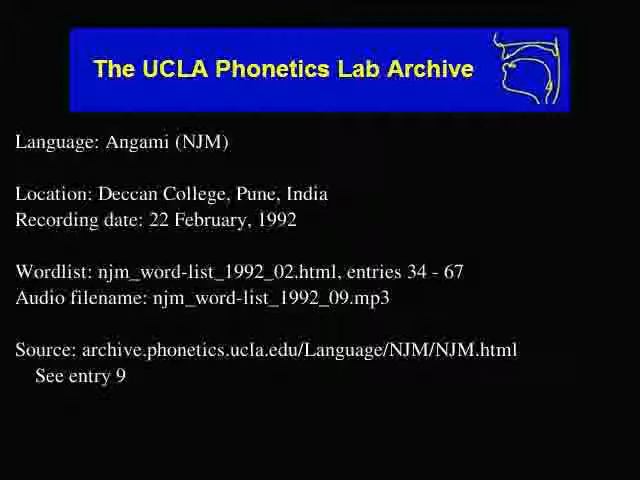 The UCLA Phonetics Lab Archive
Language: Angami (NJM)
Location: Deccan College, Pune, India
Recording date: 22 February, 1992
Wordlist: njm_word-list_1992_02.html, entries 34 - 67
Audio filename: njm_word-list_1992_09.mp3
Source: archive.phonetics.ucla.edu/Language/NJM/NJM.html
See entry 9